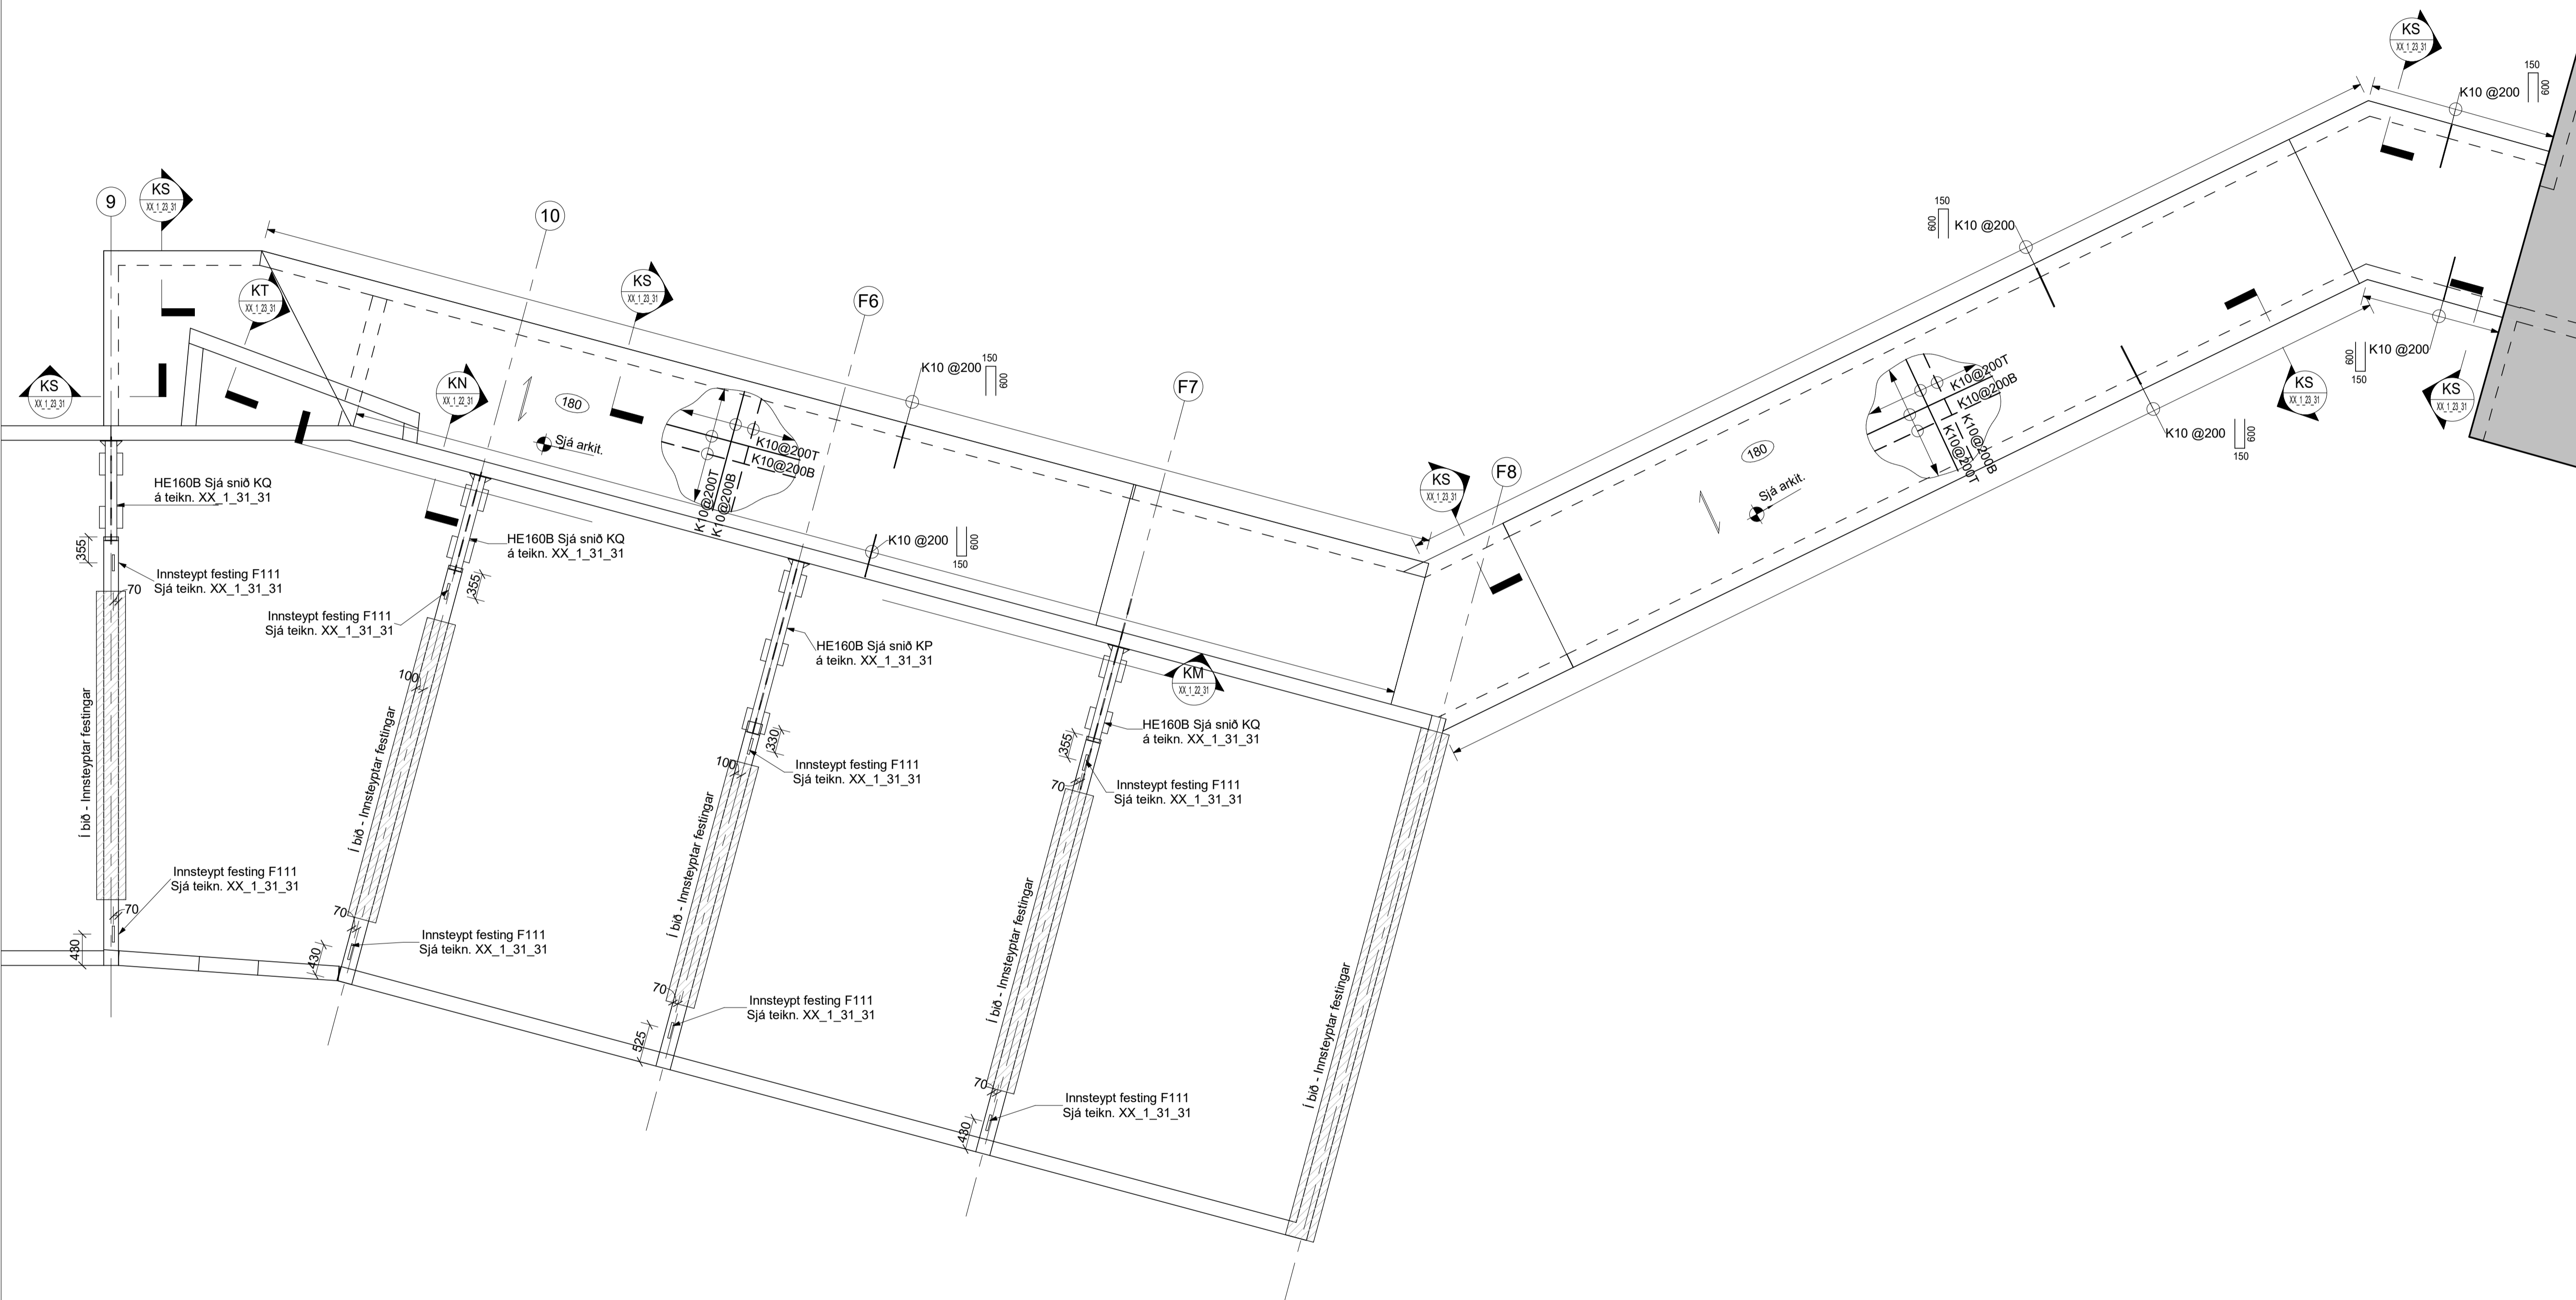 KS
XX_1_23_31
150
K10 @200
600
KS
XX_1_23_31
9
10
150
600
K10 @200
KS
XX_1_23_31
KT
XX_1_23_31
F6
KS
XX_1_23_31
KN
XX_1_22_31
180
Sjá arkit.
K10 @200
150
600
F7
K10@200T
K10@200B
K10@200T
K10@200B
K10 @200
600
150
K10@200T
K10@200B
K10@200B
K10@200T
180
Sjá arkit.
600
K10 @200
150
KS
XX_1_23_31
KS
XX_1_23_31
K10 @200
600
150
KS
XX_1_23_31
F8
HE160B Sjá snið KQ
á teikn. XX_1_31_31
355
Innsteypt festing F111
Sjá teikn. XX_1_31_31
70
Í bið - Innsteyptar festingar
Innsteypt festing F111
Sjá teikn. XX_1_31_31
70
430
HE160B Sjá snið KQ
á teikn. XX_1_31_31
355
Innsteypt festing F111
Sjá teikn. XX_1_31_31
100
Í bið - Innsteyptar festingar
70
430
Innsteypt festing F111
Sjá teikn. XX_1_31_31
HE160B Sjá snið KP
á teikn. XX_1_31_31
330
100
Innsteypt festing F111
Sjá teikn. XX_1_31_31
Í bið - Innsteyptar festingar
70
525
Innsteypt festing F111
Sjá teikn. XX_1_31_31
KM
XX_1_22_31
HE160B Sjá snið KQ
á teikn. XX_1_31_31
355
70
Innsteypt festing F111
Sjá teikn. XX_1_31_31
Í bið - Innsteyptar festingar
70
430
Innsteypt festing F111
Sjá teikn. XX_1_31_31
Í bið - Innsteyptar festingar